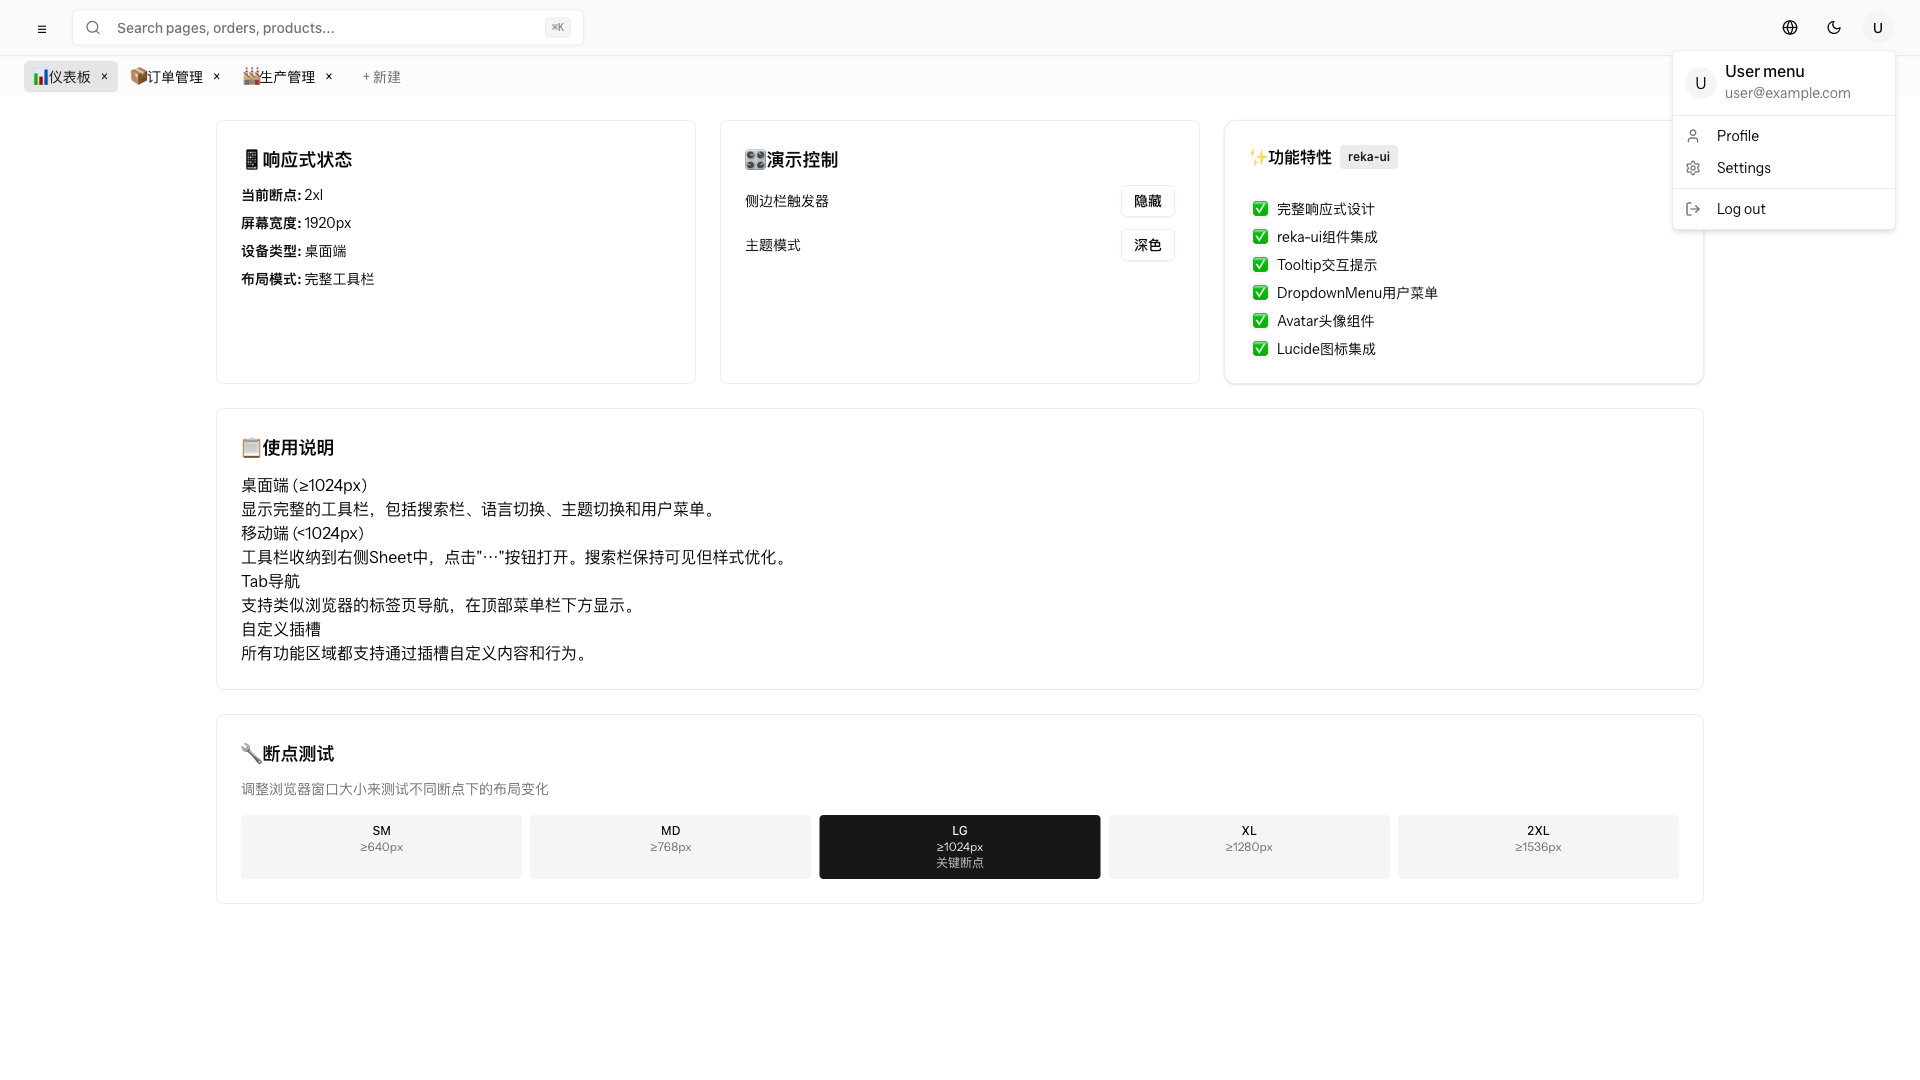 Search pages, orders, products...
⌘K
U
📊仪表板 ×
📦订单管理 ×
🏭生产管理 ×
+ 新建
U
User menu
user@example.com
Profile
Settings
Log out
📱响应式状态
当前断点: 2xl
屏幕宽度: 1920px
设备类型: 桌面端
布局模式: 完整工具栏
🎛️演示控制
侧边栏触发器
隐藏
主题模式
深色
✨功能特性
reka-ui
✅ 完整响应式设计
✅ reka-ui组件集成
✅ Tooltip交互提示
✅ DropdownMenu用户菜单
✅ Avatar头像组件
✅ Lucide图标集成
📋使用说明
桌面端 (≥1024px)
显示完整的工具栏，包括搜索栏、语言切换、主题切换和用户菜单。
移动端 (<1024px)
工具栏收纳到右侧Sheet中，点击"⋯"按钮打开。搜索栏保持可见但样式优化。
Tab导航
支持类似浏览器的标签页导航，在顶部菜单栏下方显示。
自定义插槽
所有功能区域都支持通过插槽自定义内容和行为。
🔧断点测试
调整浏览器窗口大小来测试不同断点下的布局变化
SM
≥640px
MD
≥768px
LG
≥1024px
关键断点
XL
≥1280px
2XL
≥1536px